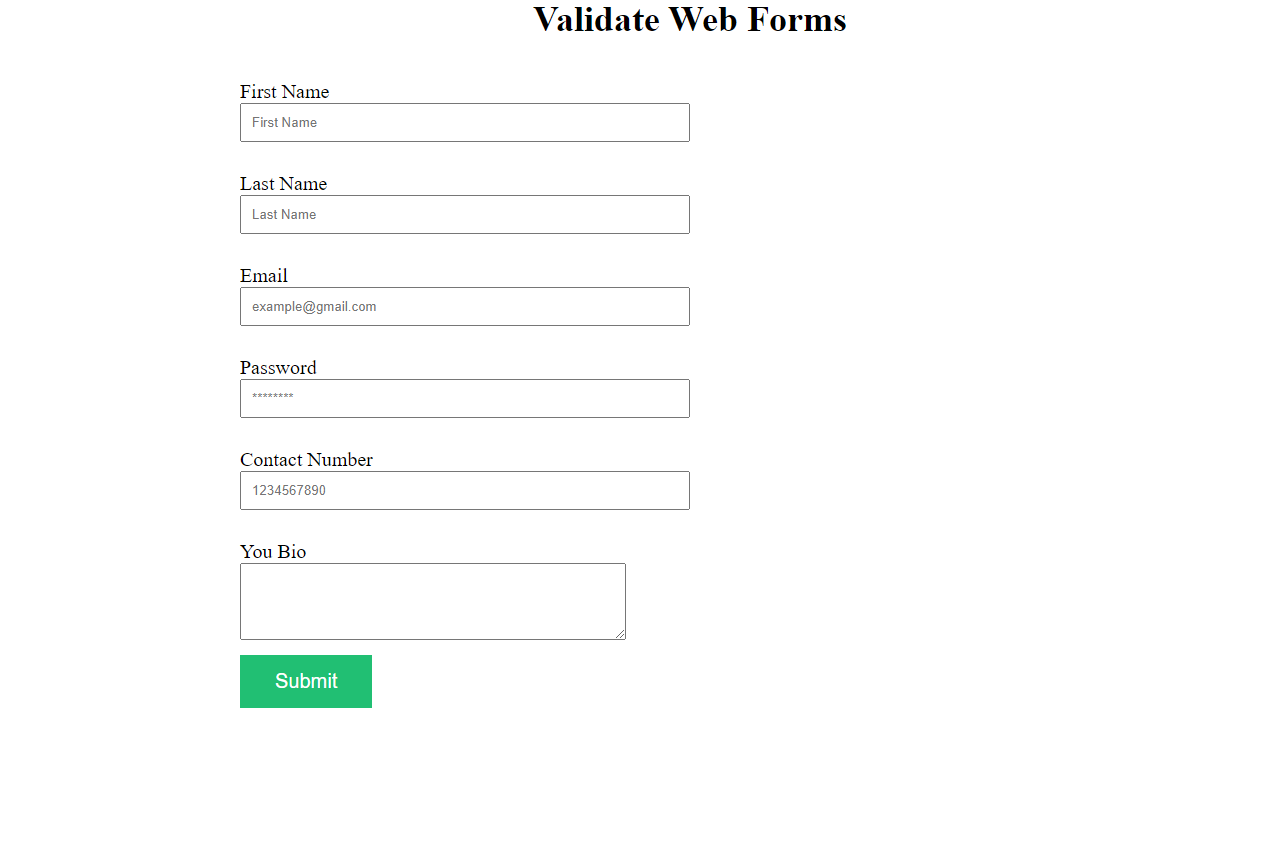 Validate Web Forms
First Name
First Name
Last Name
Last Name
Email
example@gmail.com
Password
********
Contact Number
1234567890
You Bio
Submit